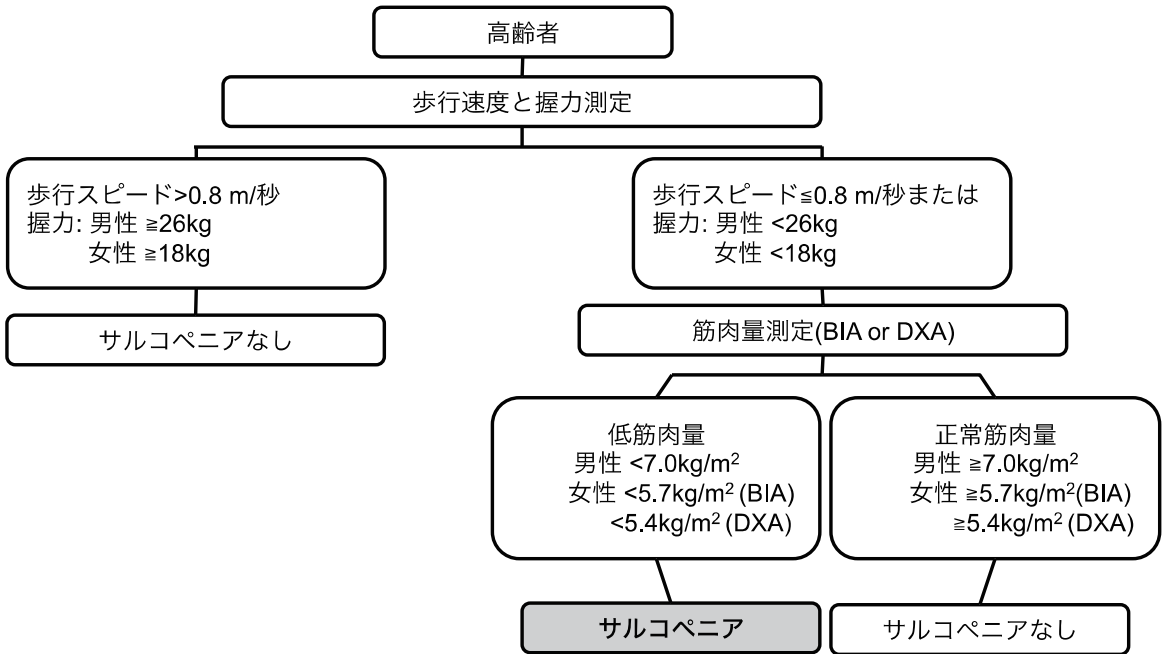 高齢者
歩行速度と握力測定
歩行スピード>0.8 m/秒
握力: 男性 ≧26kg
女性 ≧18kg
サルコペニアなし
歩行スピード≦0.8 m/秒または
握力: 男性 <26kg
女性 <18kg
筋肉量測定(BIA or DXA)
低筋肉量
男性 <7.0kg/m²
女性 <5.7kg/m² (BIA)
<5.4kg/m² (DXA)
サルコペニア
正常筋肉量
男性 ≧7.0kg/m²
女性 ≧5.7kg/m²(BIA)
≧5.4kg/m² (DXA)
サルコペニアなし